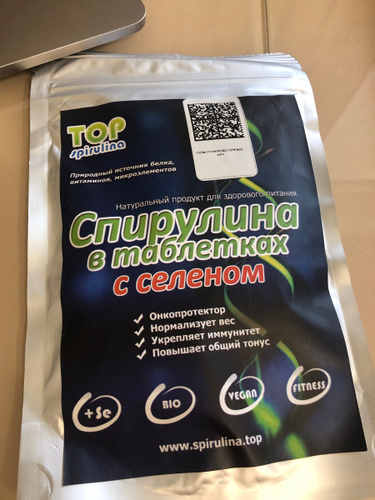 TOP
spirulina
Природный источник белка,
витаминов, микроэлементов
Натуральный продукт для здорового питания
Спирулина
в таблетках
с селеном
Онкопротектор
Нормализует вес
Укрепляет иммунитет
Повышает общий тонус
+Se
BIO
VEGAN
FITNESS
www.spirulina.top